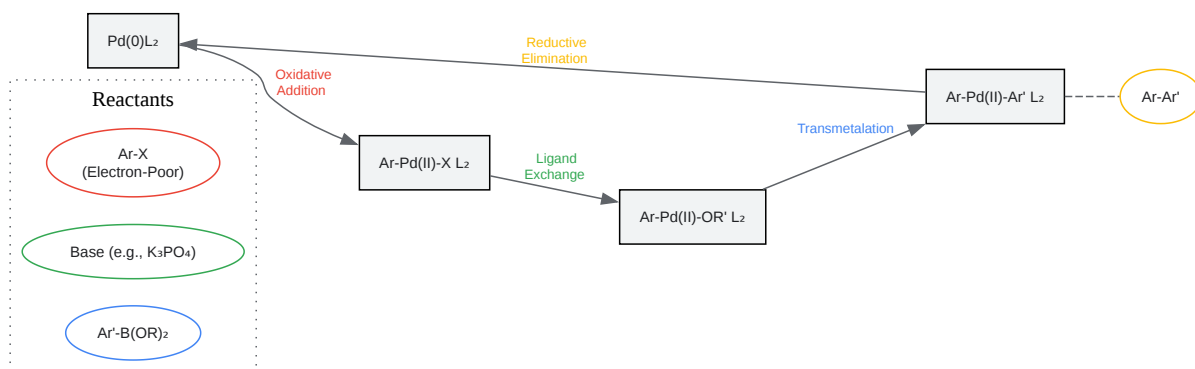 Pd(0)L₂
Reactants
Ar-X
(Electron-Poor)
Base (e.g., K₃PO₄)
Ar'-B(OR)₂
Oxidative
Addition
Ar-Pd(II)-X L₂
Ligand
Exchange
Ar-Pd(II)-OR' L₂
Transmetalation
Ar-Pd(II)-Ar' L₂
Reductive
Elimination
Ar-Ar'